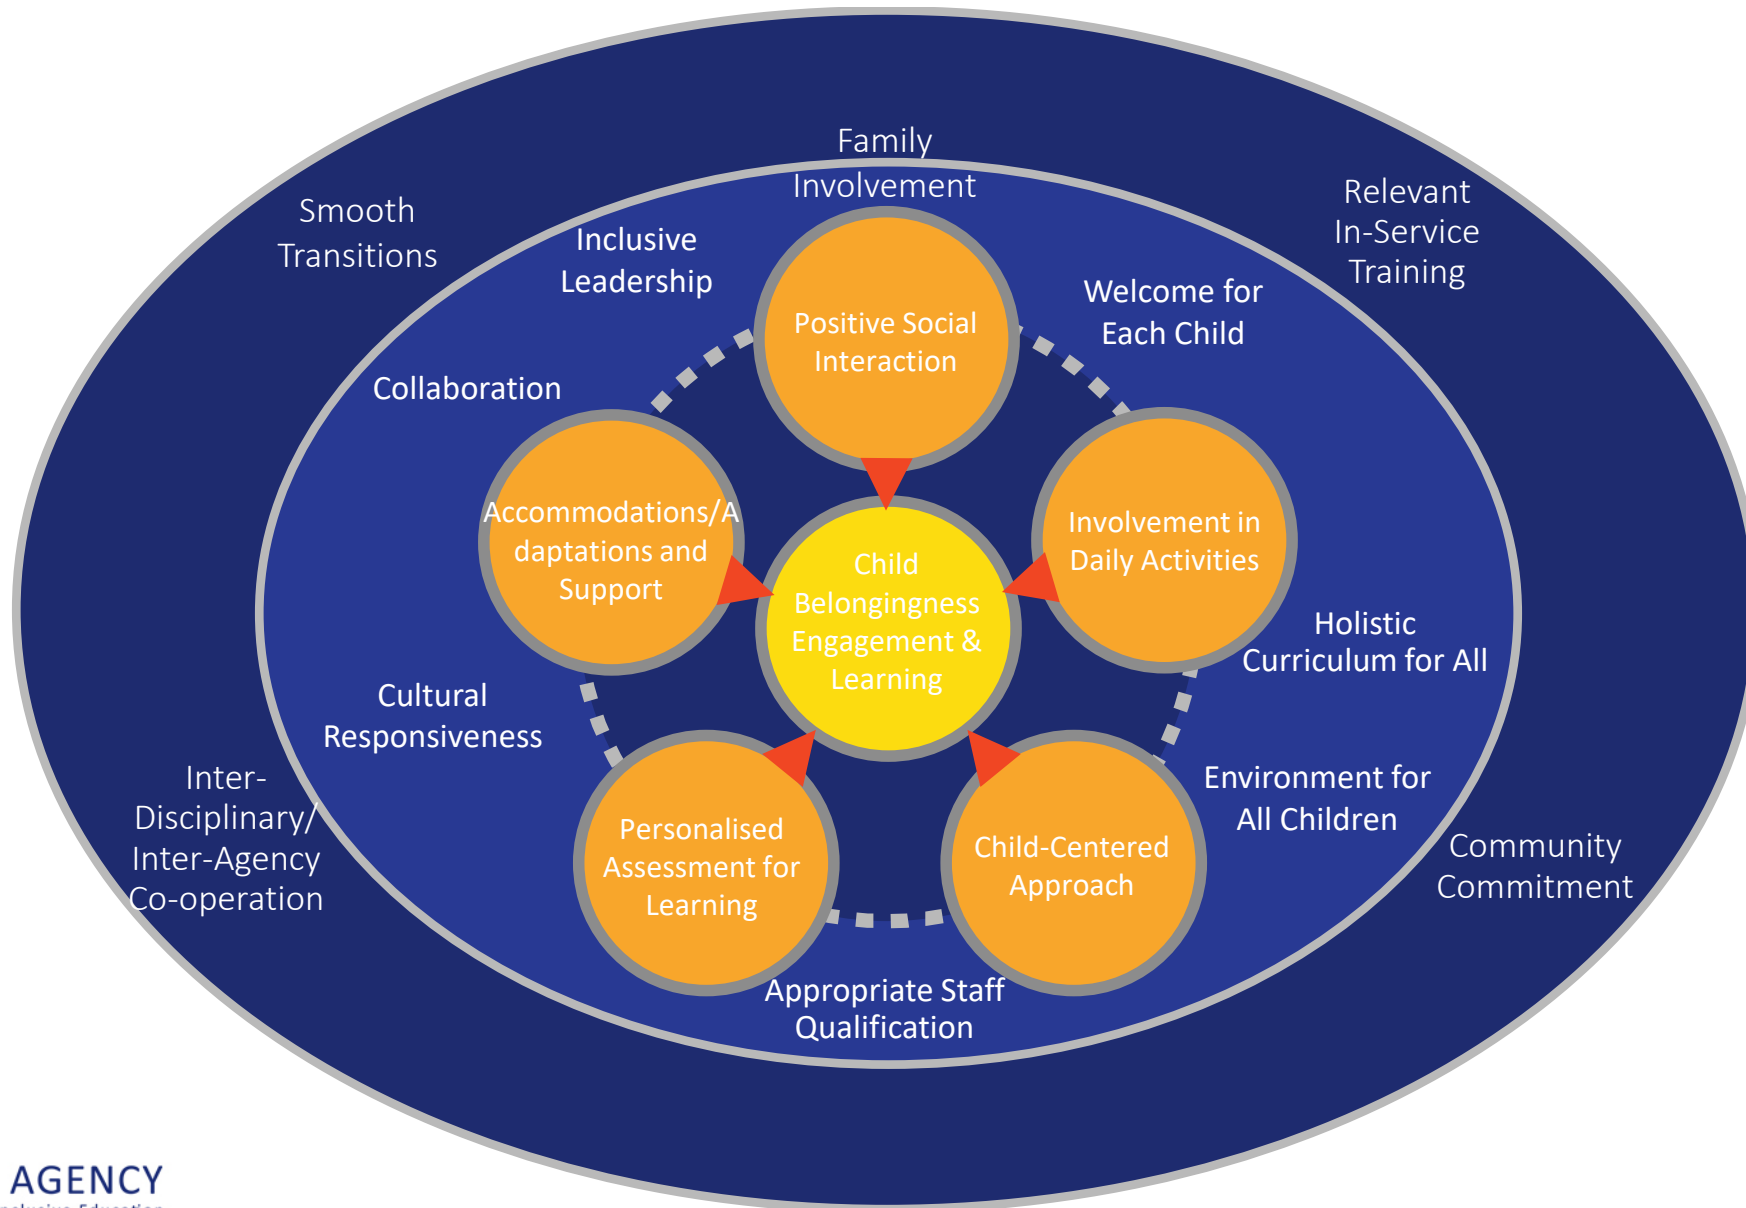 Family
Involvement
Smooth
Transitions
Relevant
In-Service
Training
Inclusive
Leadership
Welcome for
Each Child
Positive Social
Interaction
Collaboration
Accommodations/A
daptations and
Support
Involvement in
Daily Activities
Child
Belongingness
Engagement &
Learning
Holistic
Curriculum for All
Cultural
Responsiveness
Inter-
Disciplinary/
Inter-Agency
Co-operation
Environment for
All Children
Personalised
Assessment for
Learning
Child-Centered
Approach
Community
Commitment
Appropriate Staff
Qualification
AGENCY
Education